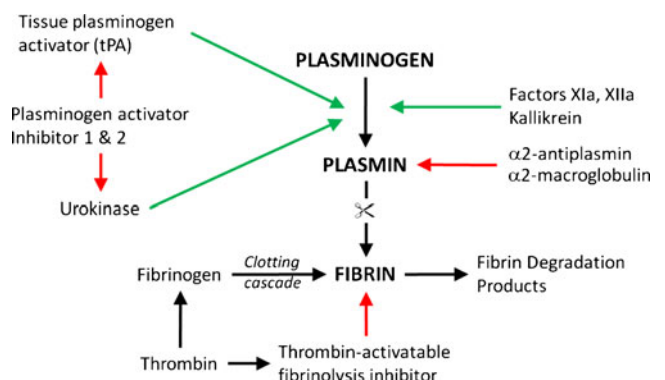 Tissue plasminogen
activator (tPA)
PLASMINOGEN
Factors XIa, XIIa
Kallikrein
Plasminogen activator
Inhibitor 1 & 2
PLASMIN
α2-antiplasmin
α2-macroglobulin
Urokinase
Fibrinogen
Clotting
cascade
FIBRIN
Fibrin Degradation
Products
Thrombin
Thrombin-activatable
fibrinolysis inhibitor